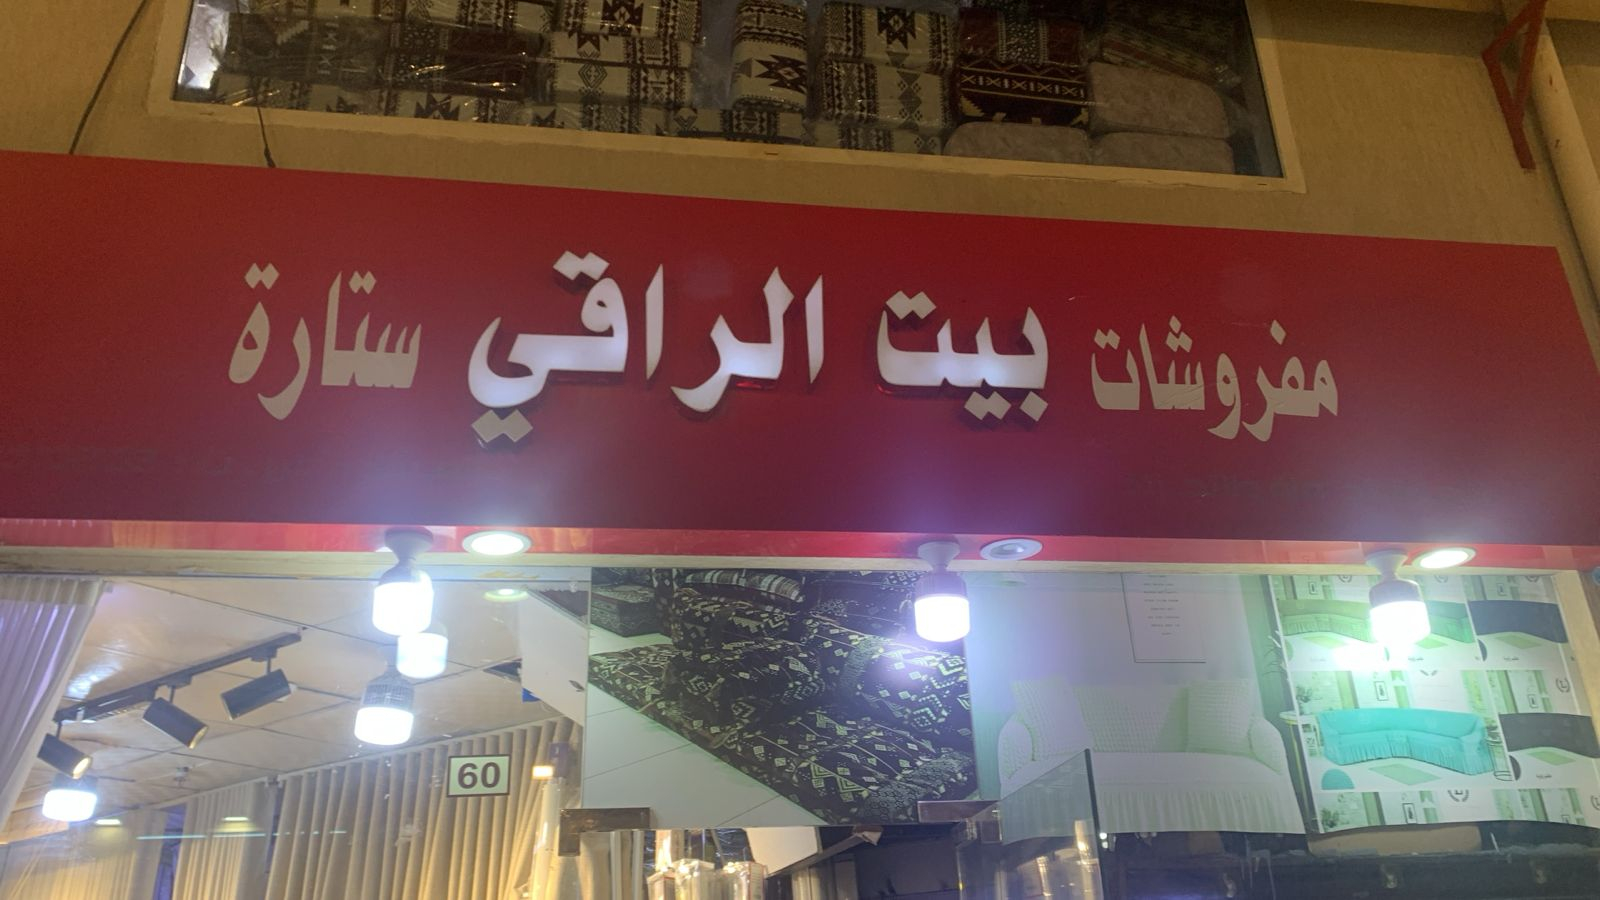 مفروشات بيت الراقي ستارة
60